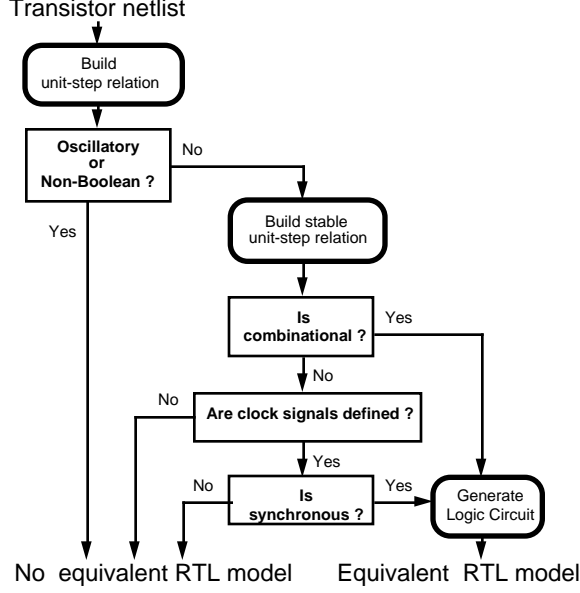 Transistor netlist
Build
unit-step relation
Oscillatory
or
Non-Boolean ?
No
Yes
Build stable
unit-step relation
Is
combinational ?
Yes
No
Are clock signals defined ?
No
Yes
Is
synchronous ?
No
Yes
Generate
Logic Circuit
No equivalent RTL model
Equivalent RTL model